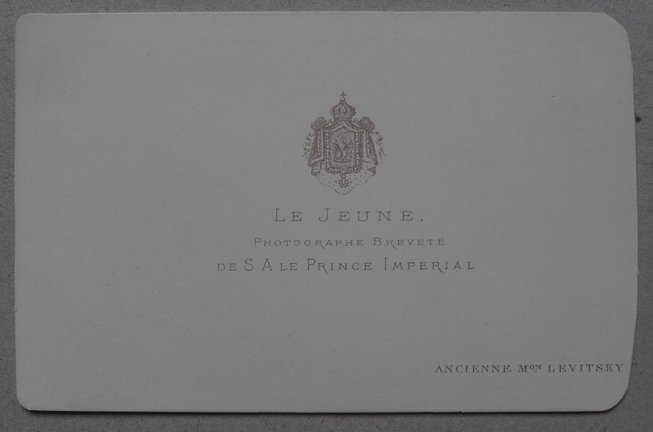 LE JEUNE,
PHOTOGRAPHE BREVETÉ
DE S.A LE PRINCE IMPERIAL
ANCIENNE MON LEVITSKY